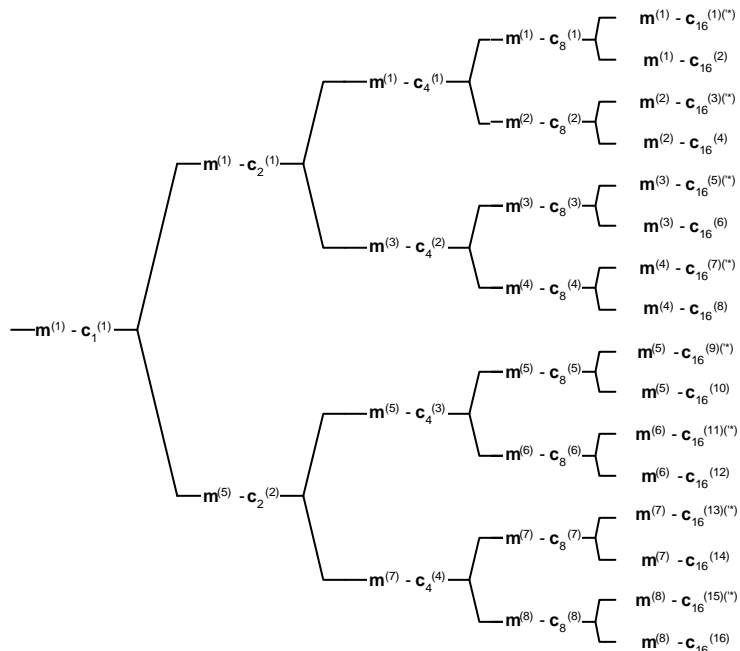 m(1) - c16(1)(*)
m(1) - c8(1)
m(1) - c16(2)
m(1) - c4(1)
m(2) - c16(3)(*)
m(2) - c8(2)
m(2) - c16(4)
m(1) - c2(1)
m(3) - c16(5)(*)
m(3) - c8(3)
m(3) - c16(6)
m(3) - c4(2)
m(4) - c16(7)(*)
m(4) - c8(4)
m(4) - c16(8)
m(1) - c1(1)
m(5) - c16(9)(*)
m(5) - c8(5)
m(5) - c16(10)
m(5) - c4(3)
m(6) - c16(11)(*)
m(6) - c8(6)
m(6) - c16(12)
m(5) - c2(2)
m(7) - c16(13)(*)
m(7) - c8(7)
m(7) - c16(14)
m(7) - c4(4)
m(8) - c16(15)(*)
m(8) - c8(8)
m(8) - c16(16)